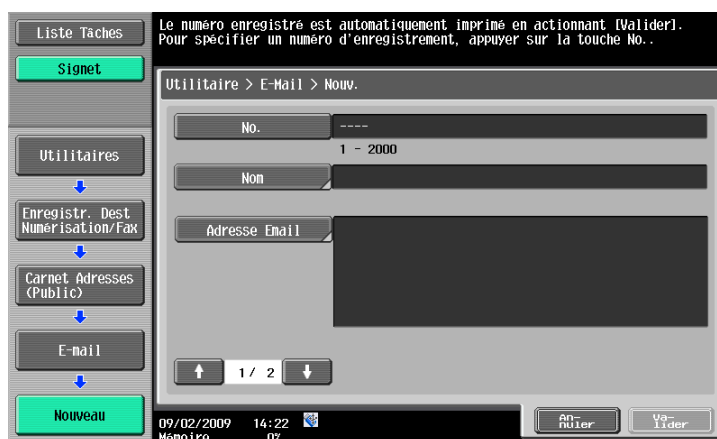 Liste Tâches
Le numéro enregistré est automatiquement imprimé en actionnant [Valider].
Pour spécifier un numéro d'enregistrement, appuyer sur la touche No..
Signet
Utilitaire > E-Mail > Nouv.
No.
----
1 - 2000
Utilitaires
Nom
Enregistr. Dest
Numérisation/Fax
Adresse Email
Carnet Adresses
(Public)
E-mail
1/ 2
Nouveau
09/02/2009 14:22
Mémoire 0%
An-
nuler
Va-
lider